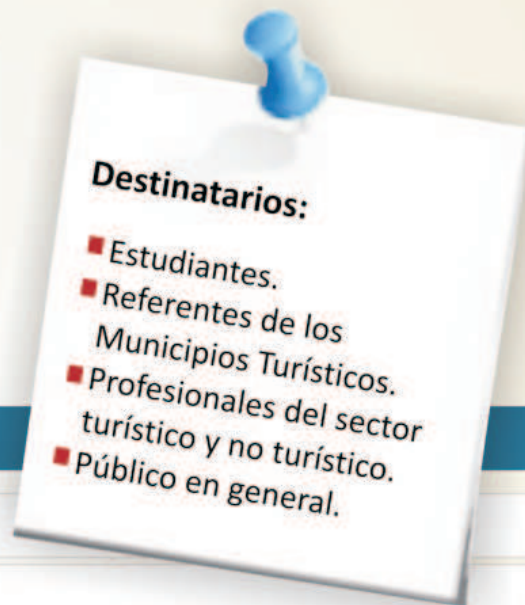 Destinatarios:
Estudiantes.
Referentes de los
Municipios Turísticos.
Profesionales del sector
turístico y no turístico.
Público en general.